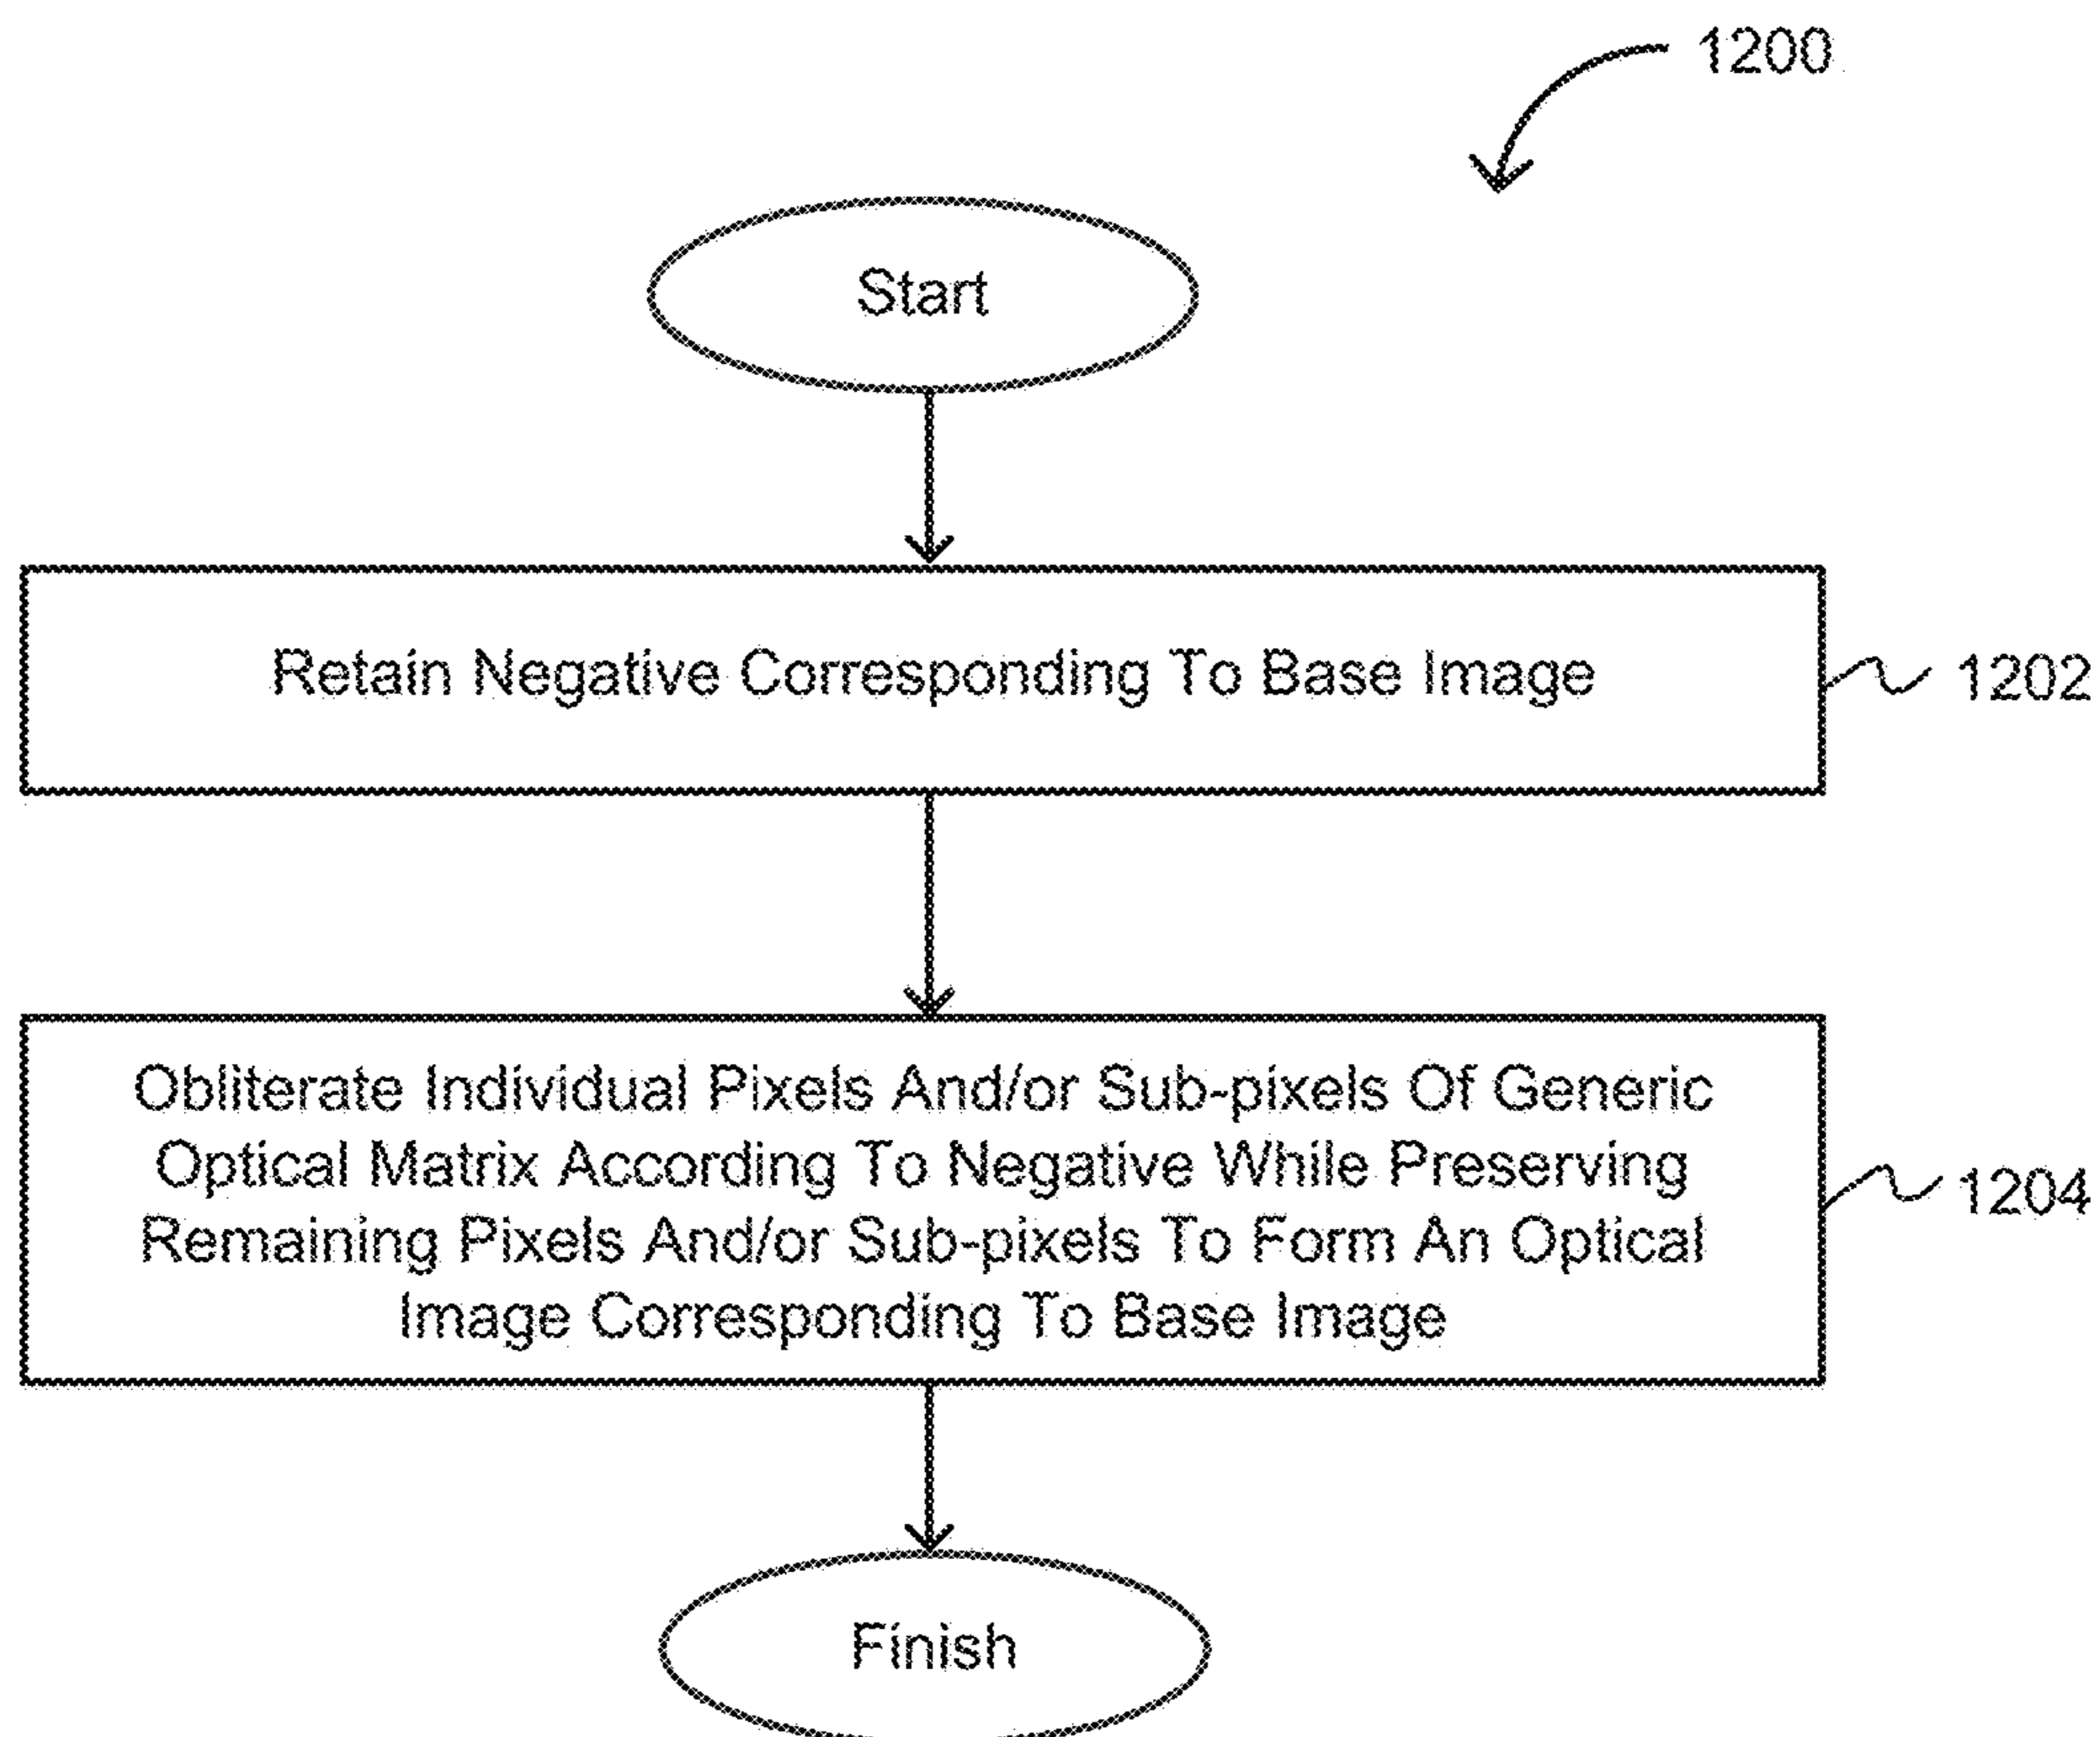 1200
Start
Retain Negative Corresponding To Base Image
1202
Obliterate Individual Pixels And/or Sub-pixels Of Generic
Optical Matrix According To Negative While Preserving
Remaining Pixels And/or Sub-pixels To Form An Optical
Image Corresponding To Base Image
1204
Finish